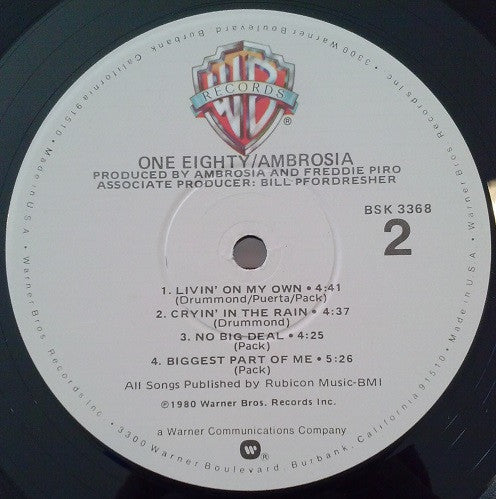 WB
RECORDS
®
ONE EIGHTY/AMBROSIA
PRODUCED BY AMBROSIA AND FREDDIE PIRO
ASSOCIATE PRODUCER: BILL PFORDRESHER
BSK 3368
2
1. LIVIN' ON MY OWN • 4:41
(Drummond/Puerta/Pack)
2. CRYIN' IN THE RAIN • 4:37
(Drummond)
3. NO BIG DEAL • 4:25
(Pack)
4. BIGGEST PART OF ME • 5:26
(Pack)
All Songs Published by Rubicon Music-BMI
℗1980 Warner Bros. Records Inc.
a Warner Communications Company
®
Warner Bros. Records Inc. • 3300 Warner Boulevard, Burbank, California 91510 • Made in U.S.A. • Warner Bros. Records Inc. • 3300 Warner Boulevard, Burbank, California 91510 • Made in U.S.A. •